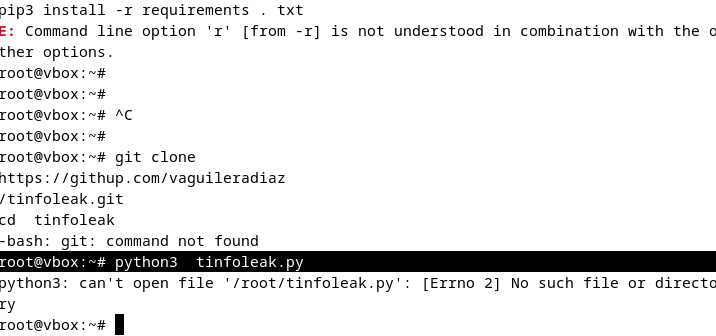 pip3 install -r requirements . txt
E: Command line option 'r' [from -r] is not understood in combination with the o
ther options.
root@vbox:~#
root@vbox:~#
root@vbox:~# ^C
root@vbox:~#
root@vbox:~# git clone
https://githup.com/vaguileradiaz
/tinfoleak.git
cd  tinfoleak
-bash: git: command not found
root@vbox:~# python3  tinfoleak.py
python3: can't open file '/root/tinfoleak.py': [Errno 2] No such file or directo
ry
root@vbox:~#